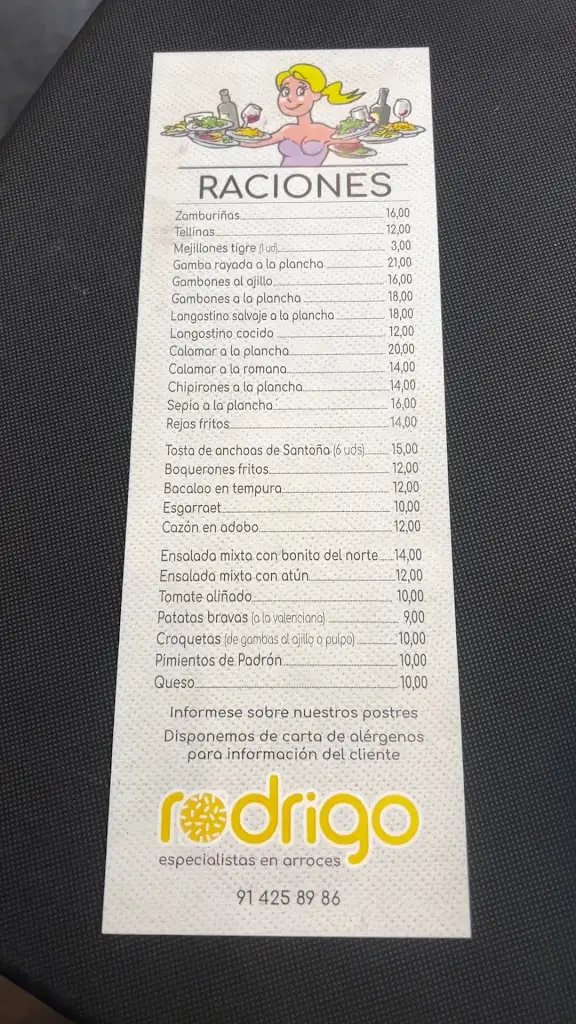 RACIONES
Zamburiñas 16,00
Tellinas 12,00
Mejillones tigre (1 ud) 3,00
Gamba rayada a la plancha 21,00
Gambones al ajillo 16,00
Gambones a la plancha 18,00
Langostino salvaje a la plancha 18,00
Langostino cocido 12,00
Calamar a la plancha 20,00
Calamar a la romana 14,00
Chipirones a la plancha 14,00
Sepia a la plancha 16,00
Rejos fritos 14,00
Tosta de anchoas de Santoña (6 uds) 15,00
Boquerones fritos 12,00
Bacalao en tempura 12,00
Esgarraet 10,00
Cazón en adobo 12,00
Ensalada mixta con bonito del norte 14,00
Ensalada mixta con atún 12,00
Tomate aliñado 10,00
Patatas bravas (a la valenciana) 9,00
Croquetas (de gambas al ajillo o pulpo) 10,00
Pimientos de Padrón 10,00
Queso 10,00
Informese sobre nuestros postres
Disponemos de carta de alérgenos
para información del cliente
rodrigo
especialistas en arroces
91 425 89 86